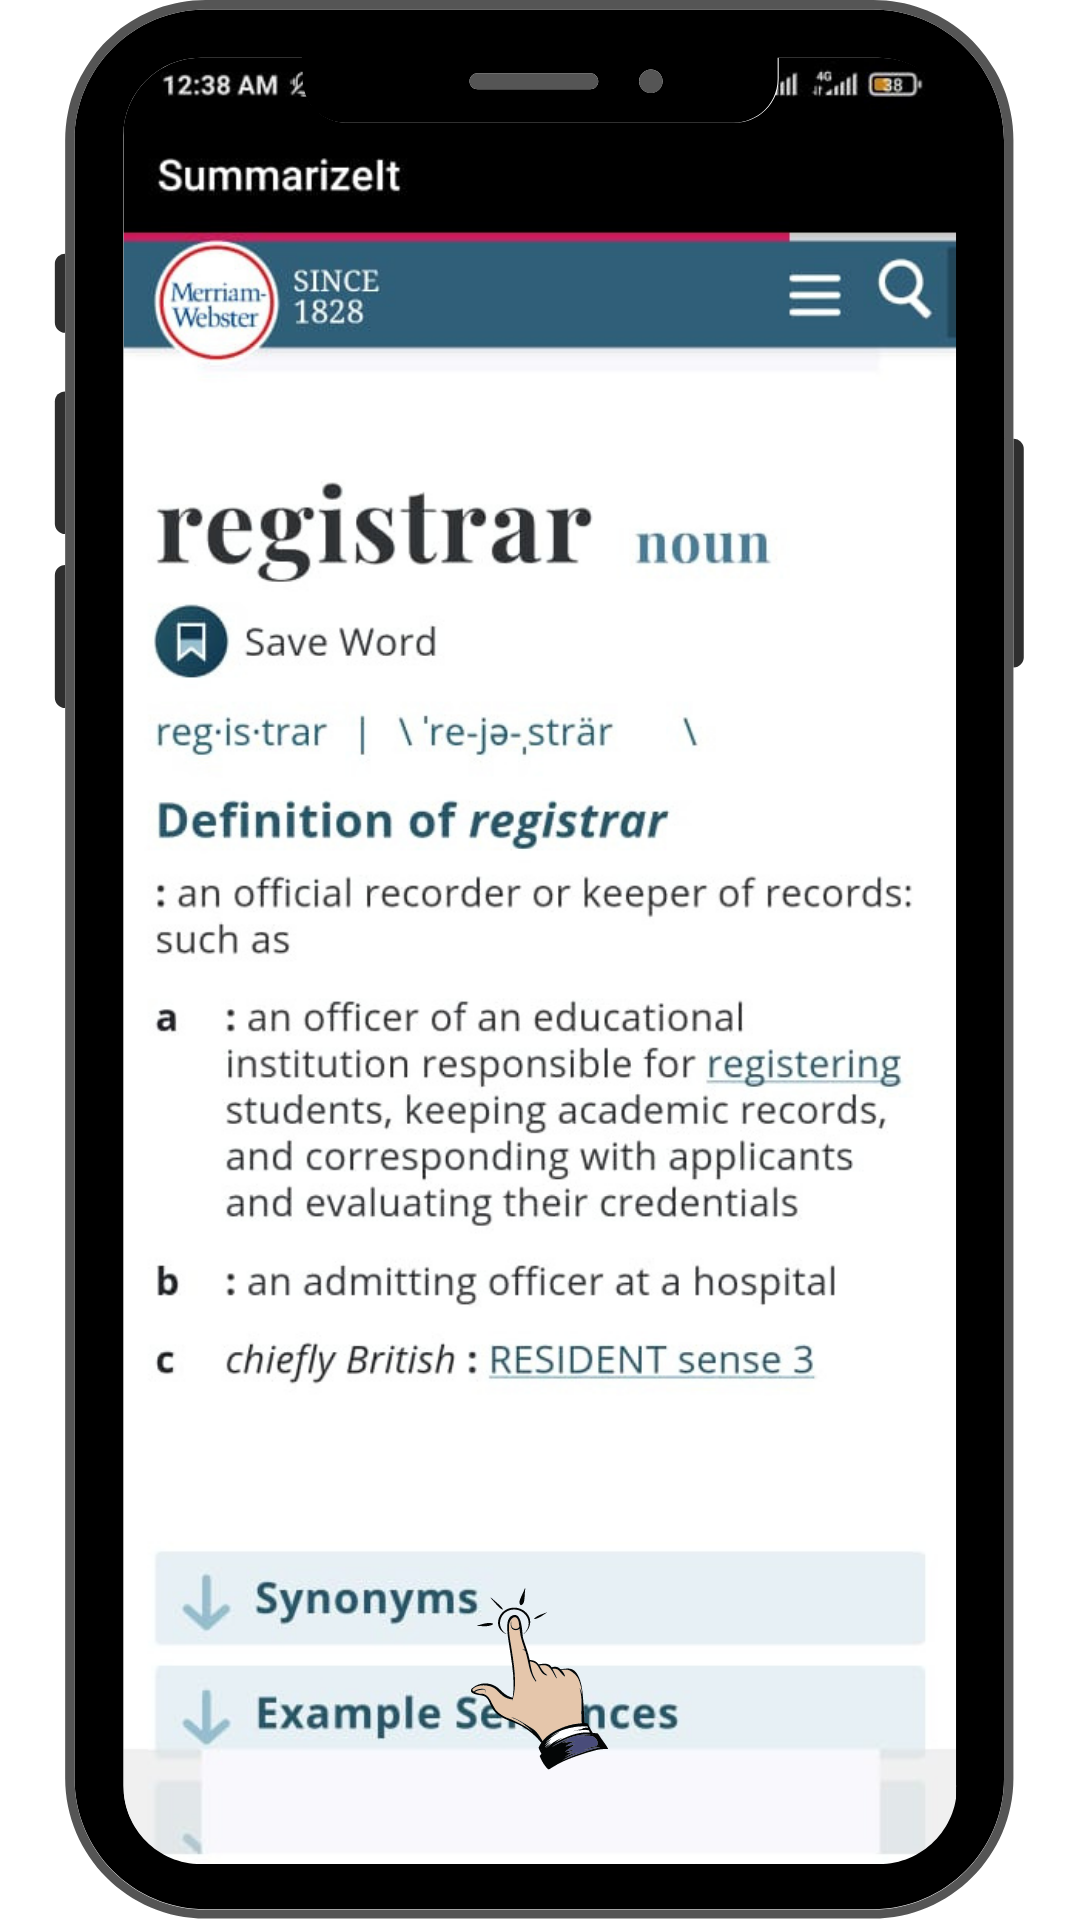 12:38 AM 4G 38
SummarizeIt
Merriam-
Webster
SINCE
1828
registrar noun
Save Word
reg·is·trar | \ ˈre-jə-ˌsträr \
Definition of registrar
: an official recorder or keeper of records:
such as
a : an officer of an educational
institution responsible for registering
students, keeping academic records,
and corresponding with applicants
and evaluating their credentials
b : an admitting officer at a hospital
c chiefly British : RESIDENT sense 3
Synonyms
Example Sentences